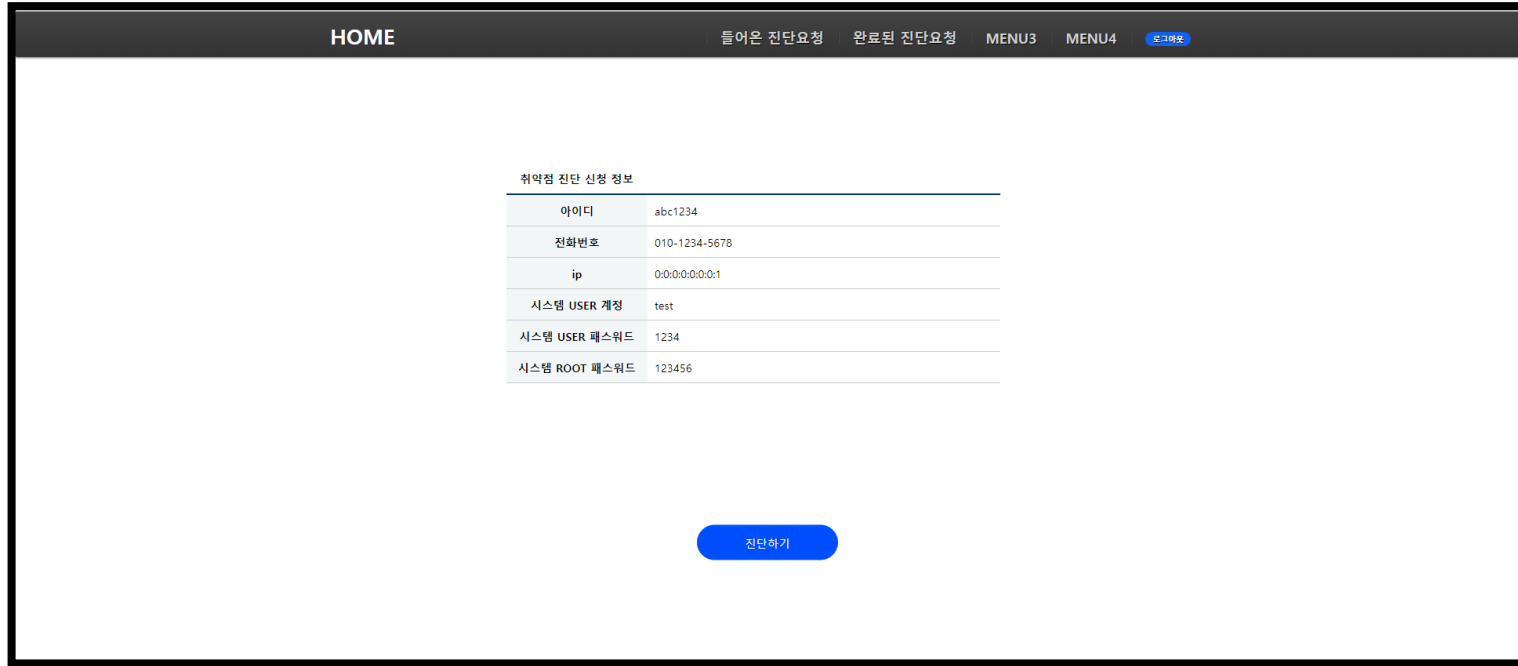 HOME 들어온 진단요청 완료된 진단요청 MENU3 MENU4 로그아웃
취약점 진단 신청 정보
아이디 abc1234
전화번호 010-1234-5678
ip 0:0:0:0:0:0:0:1
시스템 USER 계정 test
시스템 USER 패스워드 1234
시스템 ROOT 패스워드 123456
진단하기